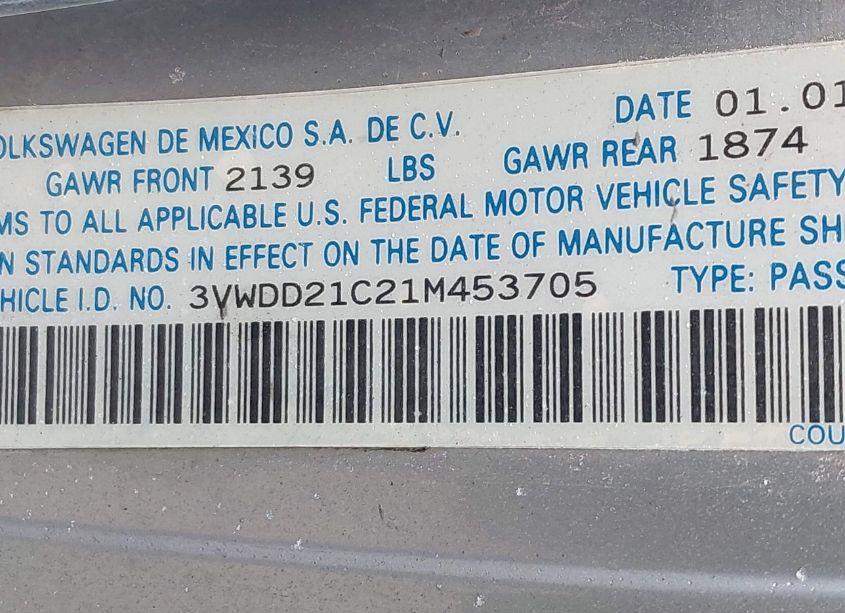 OLKSWAGEN DE MEXICO S.A. DE C.V. DATE 01.01
GAWR FRONT 2139 LBS GAWR REAR 1874
MS TO ALL APPLICABLE U.S. FEDERAL MOTOR VEHICLE SAFETY
N STANDARDS IN EFFECT ON THE DATE OF MANUFACTURE SH
HICLE I.D. NO. 3VWDD21C21M453705 TYPE: PASS
COU